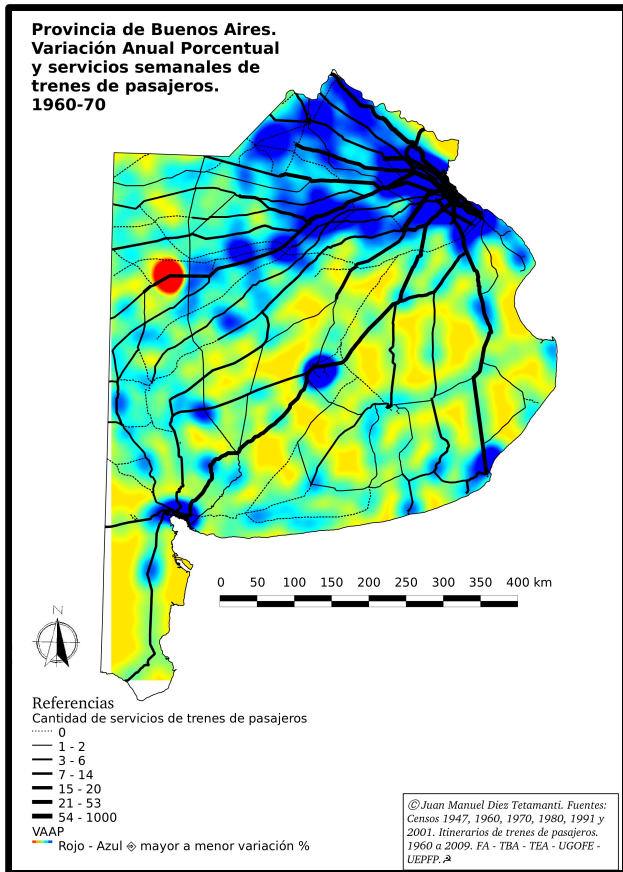 Provincia de Buenos Aires.
Variación Anual Porcentual
y servicios semanales de
trenes de pasajeros.
1960-70
0 50 100 150 200 250 300 350 400 km
N
Referencias
Cantidad de servicios de trenes de pasajeros
0
1 - 2
3 - 6
7 - 14
15 - 20
21 - 53
54 - 1000
VAAP
Rojo - Azul ⟐ mayor a menor variación %
Ⓒ Juan Manuel Diez Tetamanti. Fuentes:
Censos 1947, 1960, 1970, 1980, 1991 y
2001. Itinerarios de trenes de pasajeros.
1960 a 2009. FA - TBA - TEA - UGOFE -
UEPFP.☭